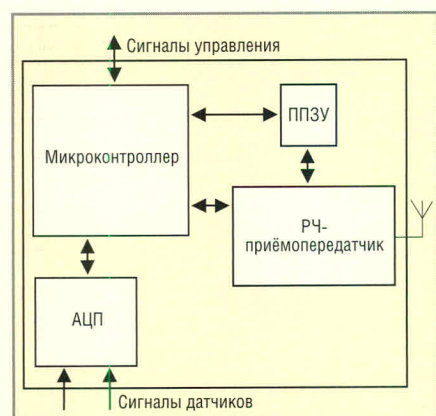 Сигналы управления
Микроконтроллер
ППЗУ
РЧ-
приёмопередатчик
АЦП
Сигналы датчиков